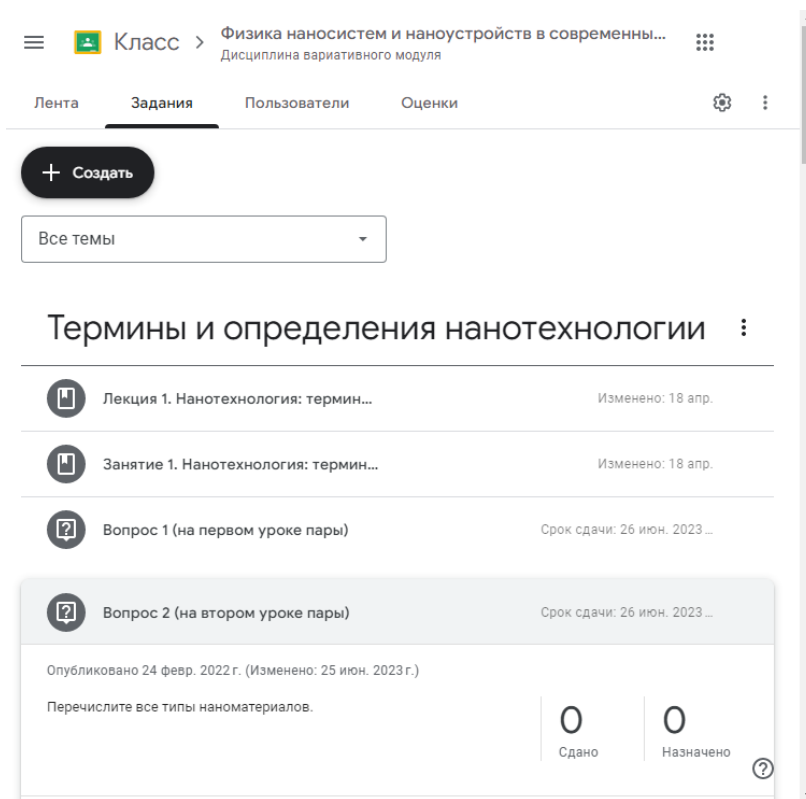 Класс > Физика наносистем и наноустройств в современны...
Дисциплина вариативного модуля
Лента Задания Пользователи Оценки
+ Создать
Все темы
Термины и определения нанотехнологии
Лекция 1. Нанотехнология: термин... Изменено: 18 апр.
Занятие 1. Нанотехнология: термин... Изменено: 18 апр.
Вопрос 1 (на первом уроке пары) Срок сдачи: 26 июн. 2023 ...
Вопрос 2 (на втором уроке пары) Срок сдачи: 26 июн. 2023 ...
Опубликовано 24 февр. 2022 г. (Изменено: 25 июн. 2023 г.)
Перечислите все типы наноматериалов.
0 0
Сдано Назначено